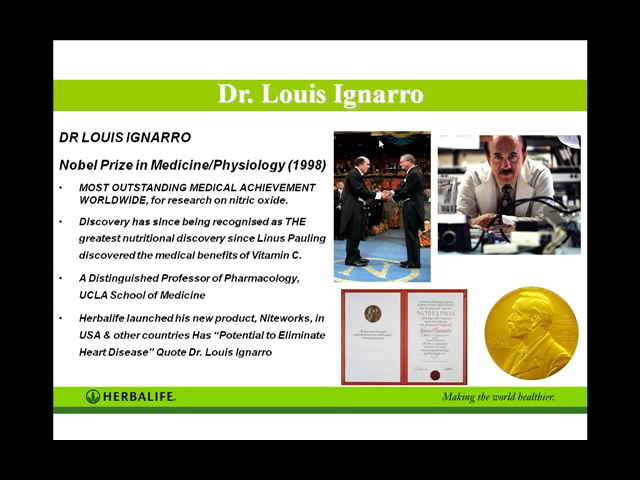 Dr. Louis Ignarro
DR LOUIS IGNARRO
Nobel Prize in Medicine/Physiology (1998)
• MOST OUTSTANDING MEDICAL ACHIEVEMENT
WORLDWIDE, for research on nitric oxide.
• Discovery has since being recognised as THE
greatest nutritional discovery since Linus Pauling
discovered the medical benefits of Vitamin C.
• A Distinguished Professor of Pharmacology,
UCLA School of Medicine
• Herbalife launched his new product, Niteworks, in
USA & other countries Has “Potential to Eliminate
Heart Disease” Quote Dr. Louis Ignarro
NOBELPRIS
HERBALIFE.
Making the world healthier.